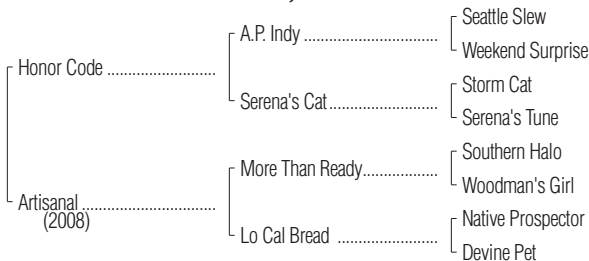 Seattle Slew
A.P. Indy ................................
Weekend Surprise
Honor Code ..........................
Storm Cat
Serena's Cat..........................
Serena's Tune
Southern Halo
More Than Ready..................
Woodman's Girl
Artisanal ................................
(2008)
Native Prospector
Lo Cal Bread ........................
Devine Pet